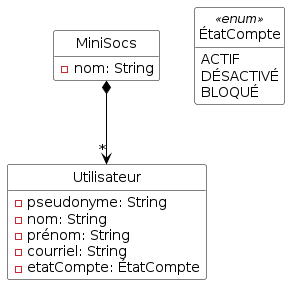 MiniSocs
nom: String
«enum»
ÉtatCompte
ACTIF
DÉSACTIVÉ
BLOQUÉ
*
Utilisateur
pseudonyme: String
nom: String
prénom: String
courriel: String
etatCompte: ÉtatCompte